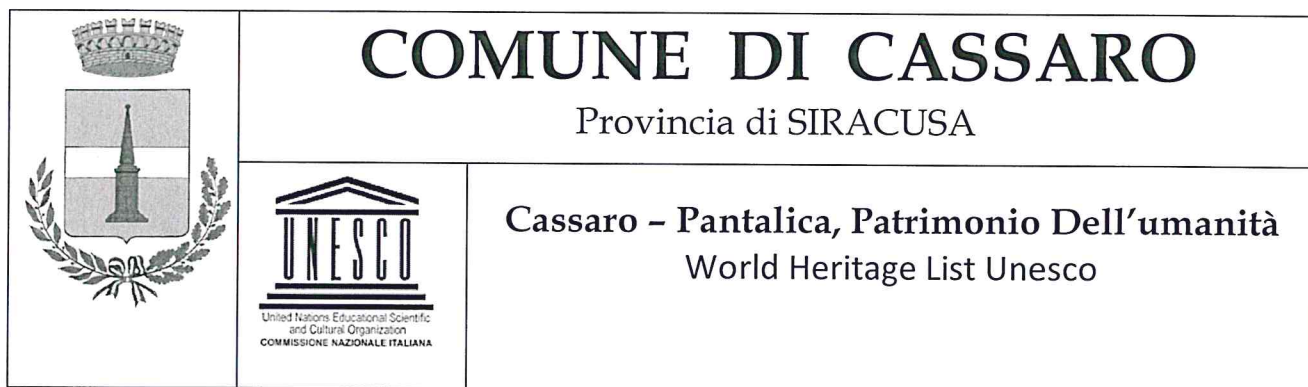 COMUNE DI CASSARO
Provincia di SIRACUSA
UNESCO
United Nations Educational Scientific
and Cultural Organization
COMMISSIONE NAZIONALE ITALIANA
Cassaro – Pantalica, Patrimonio Dell'umanità
World Heritage List Unesco